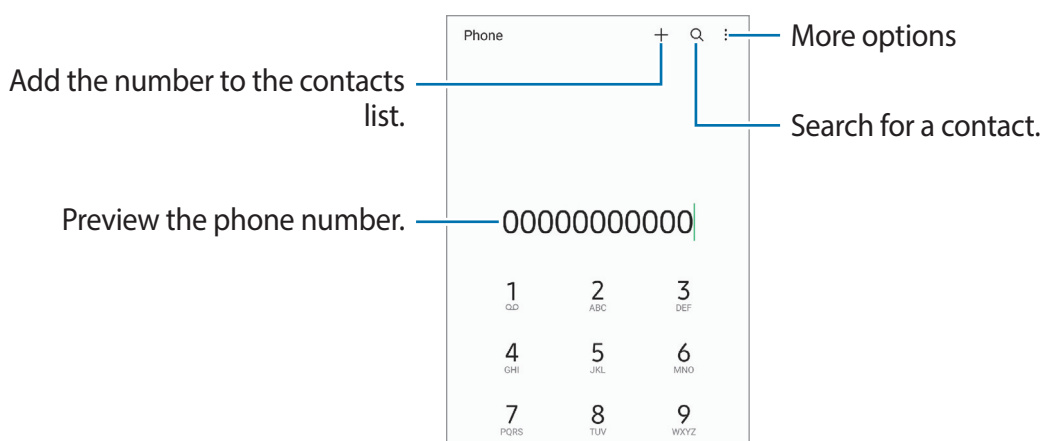 Phone
More options
Add the number to the contacts
list.
Search for a contact.
Preview the phone number.
00000000000
1 2 3
ABC DEF
4 5 6
GHI JKL MNO
7 8 9
PQRS TUV WXYZ